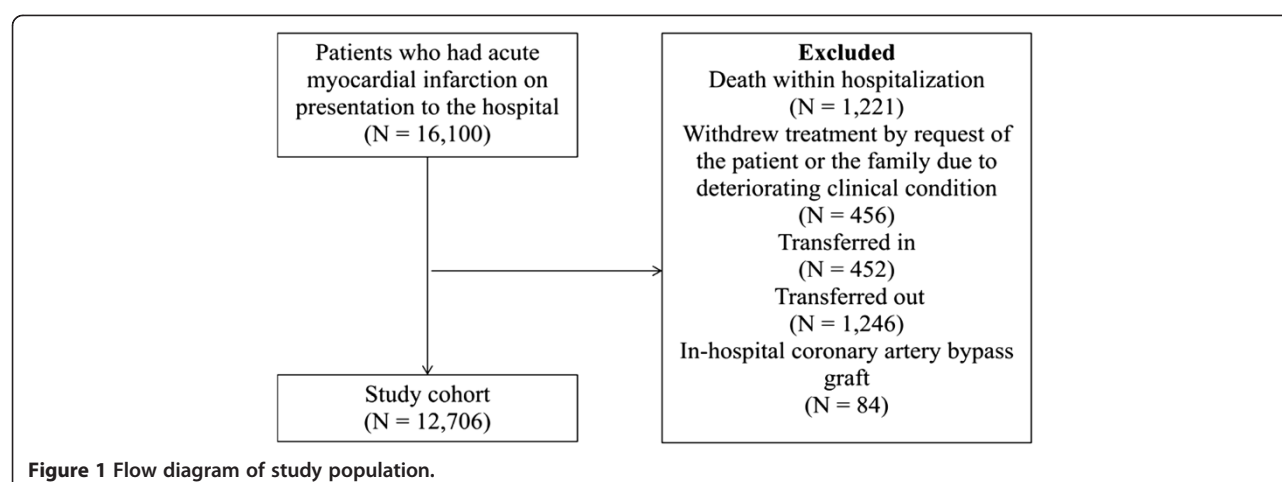 Patients who had acute
myocardial infarction on
presentation to the hospital
(N = 16,100)
Excluded
Death within hospitalization
(N = 1,221)
Withdrew treatment by request of
the patient or the family due to
deteriorating clinical condition
(N = 456)
Transferred in
(N = 452)
Transferred out
(N = 1,246)
In-hospital coronary artery bypass
graft
(N = 84)
Study cohort
(N = 12,706)
Figure 1 Flow diagram of study population.